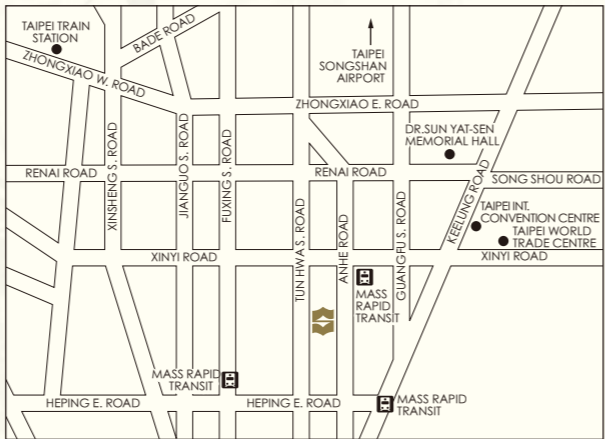 TAIPEI TRAIN
STATION
BADE ROAD
ZHONGXIAO W. ROAD
TAIPEI
SONGSHAN
AIRPORT
ZHONGXIAO E. ROAD
DR.SUN YAT-SEN
MEMORIAL HALL
XINSHENG S. ROAD
JIANGUO S. ROAD
FUXING S. ROAD
RENAI ROAD
RENAI ROAD
SONG SHOU ROAD
KEELUNG ROAD
TAIPEI INT.
CONVENTION CENTRE
TAIPEI WORLD
TRADE CENTRE
TUN HWA S. ROAD
ANHE ROAD
GUANGFU S. ROAD
XINYI ROAD
XINYI ROAD
MASS
RAPID
TRANSIT
MASS RAPID
TRANSIT
HEPING E. ROAD
HEPING E. ROAD
MASS RAPID
TRANSIT